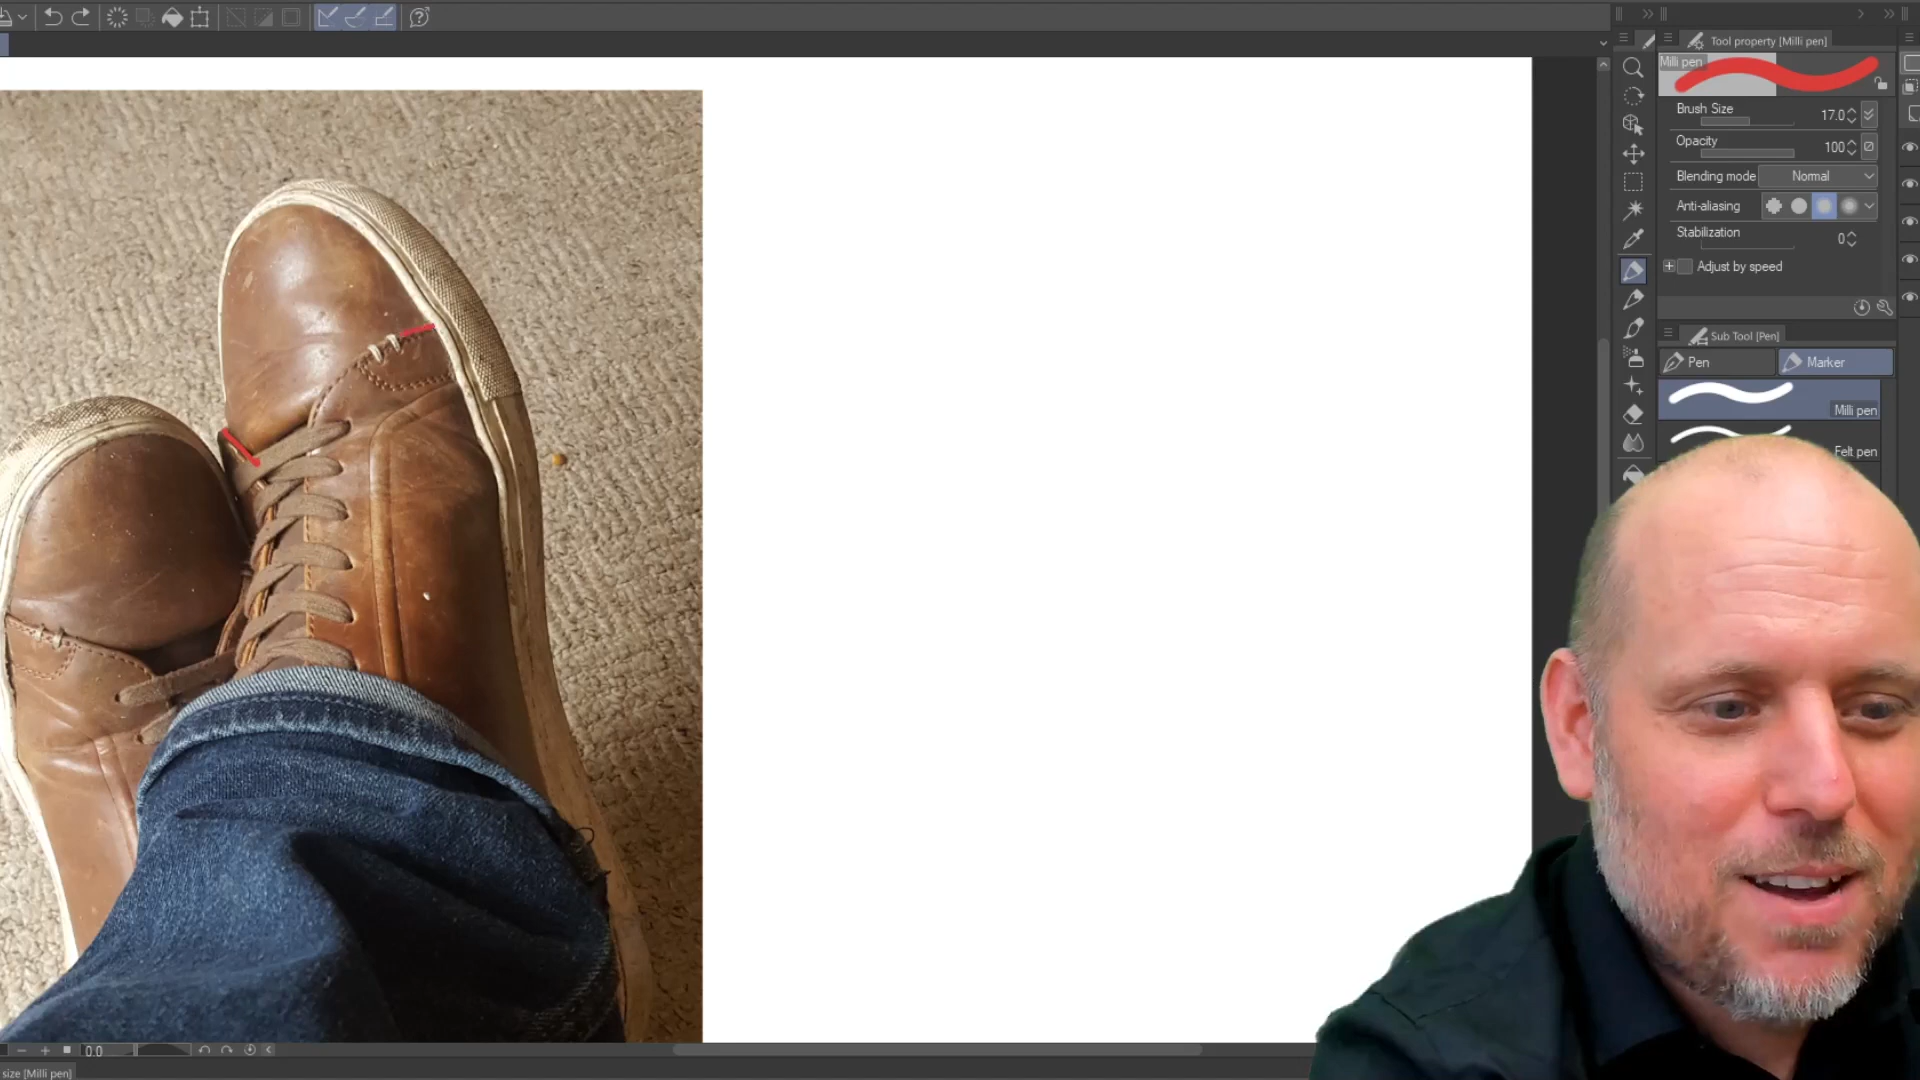 Tool property [Milli pen]
Milli pen
Brush Size 17.0
Opacity 100
Blending mode Normal
Anti-aliasing
Stabilization 0
Adjust by speed
Sub Tool [Pen]
Pen Marker
Milli pen
Felt pen
0.0
size [Milli pen]